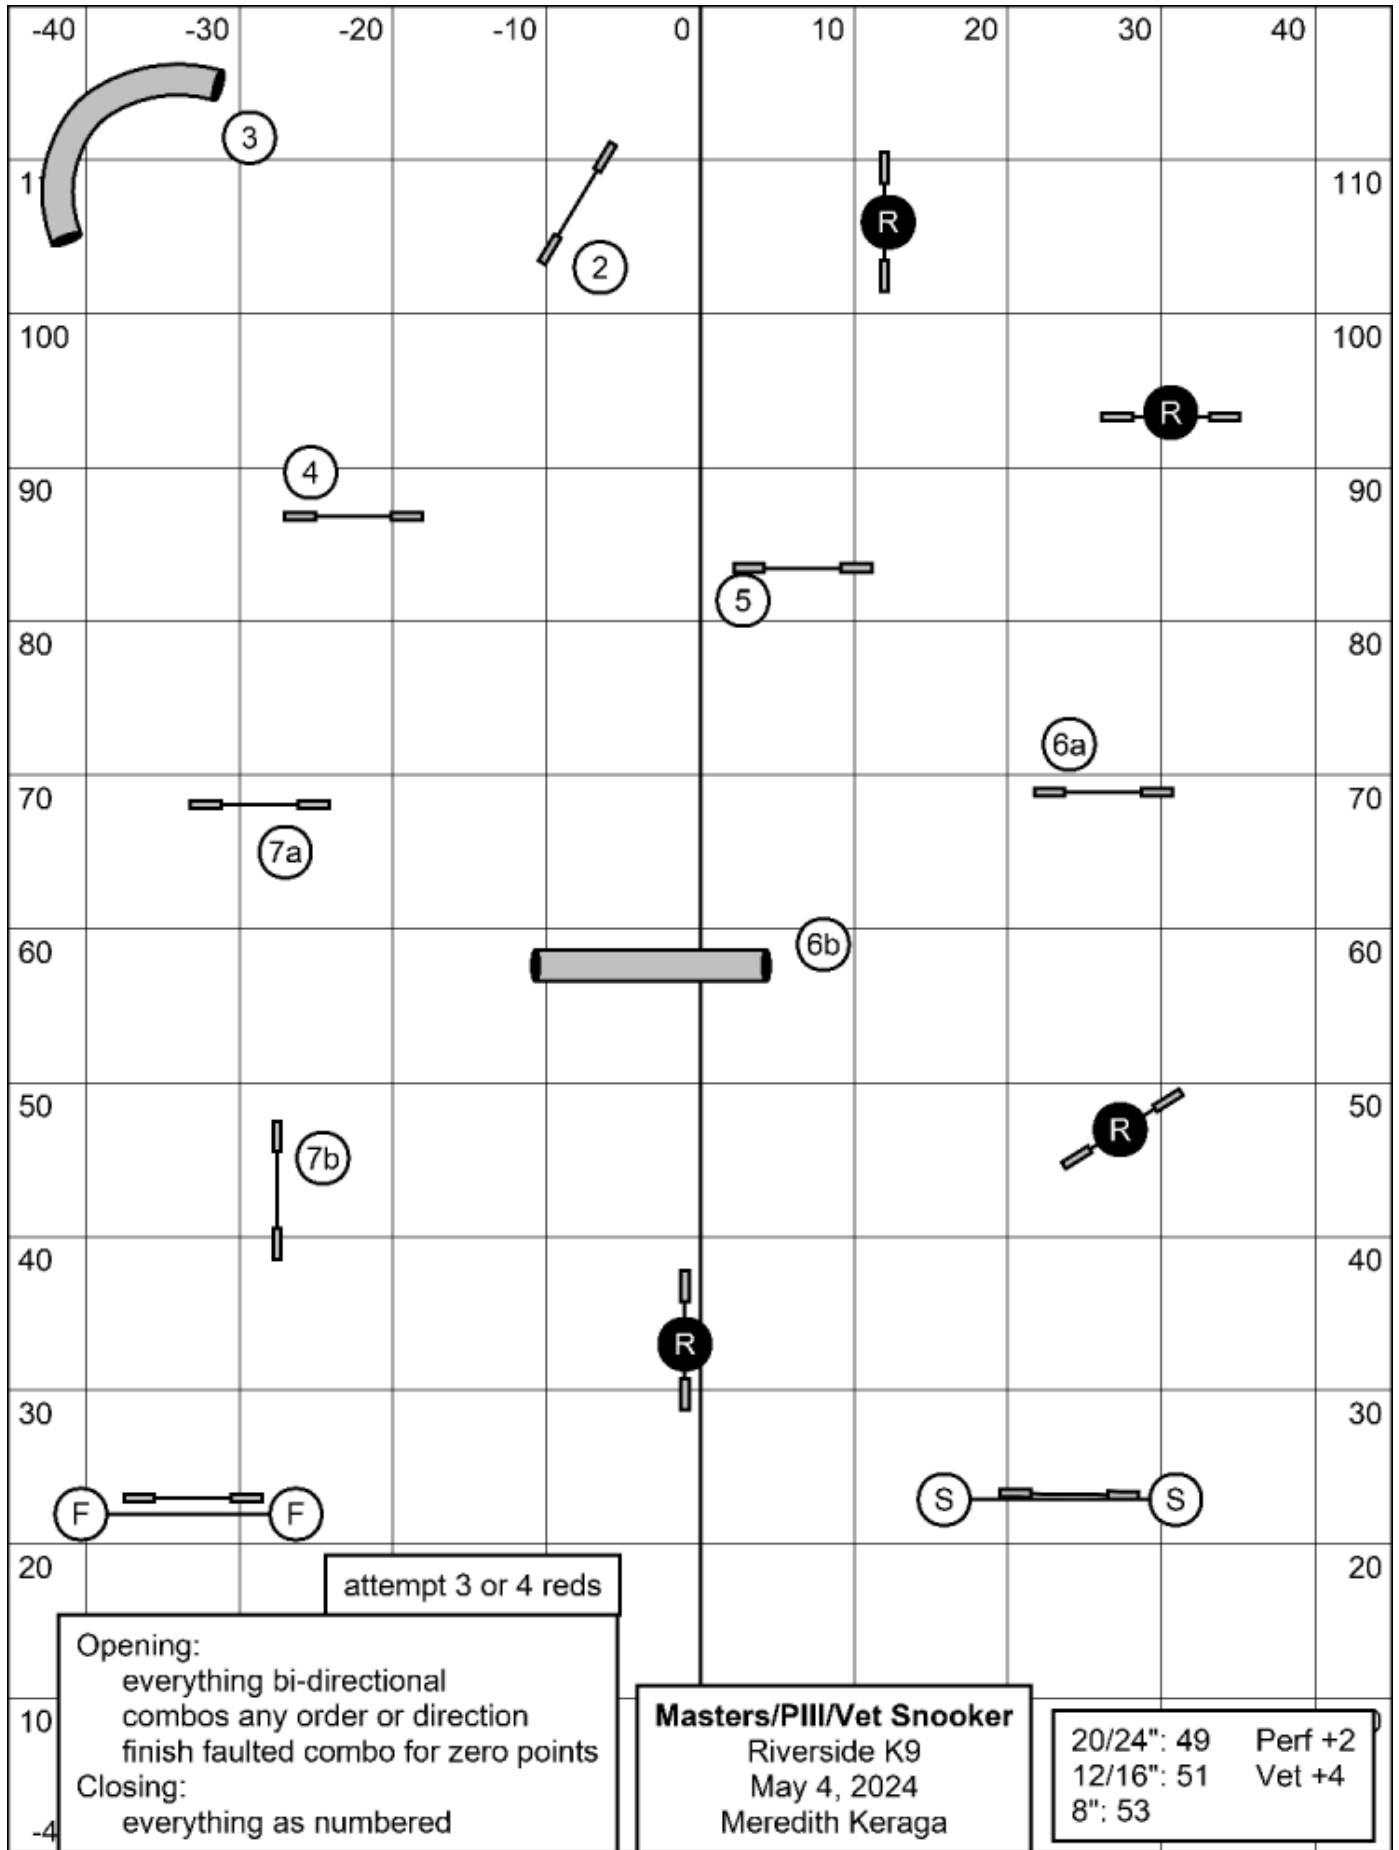 -40 -30 -20 -10 0 10 20 30 40
3
110
2
R
100 100
R
4
90 90
5
80 80
6a
70 70
7a
6b
60 60
50 50
R
7b
40 40
R
30 30
F F S S
20 20
attempt 3 or 4 reds
Opening:
everything bi-directional
combos any order or direction
finish faulted combo for zero points
Closing:
everything as numbered
10
-4
Masters/PIII/Vet Snooker
Riverside K9
May 4, 2024
Meredith Keraga
20/24": 49 Perf +2
12/16": 51 Vet +4
8": 53